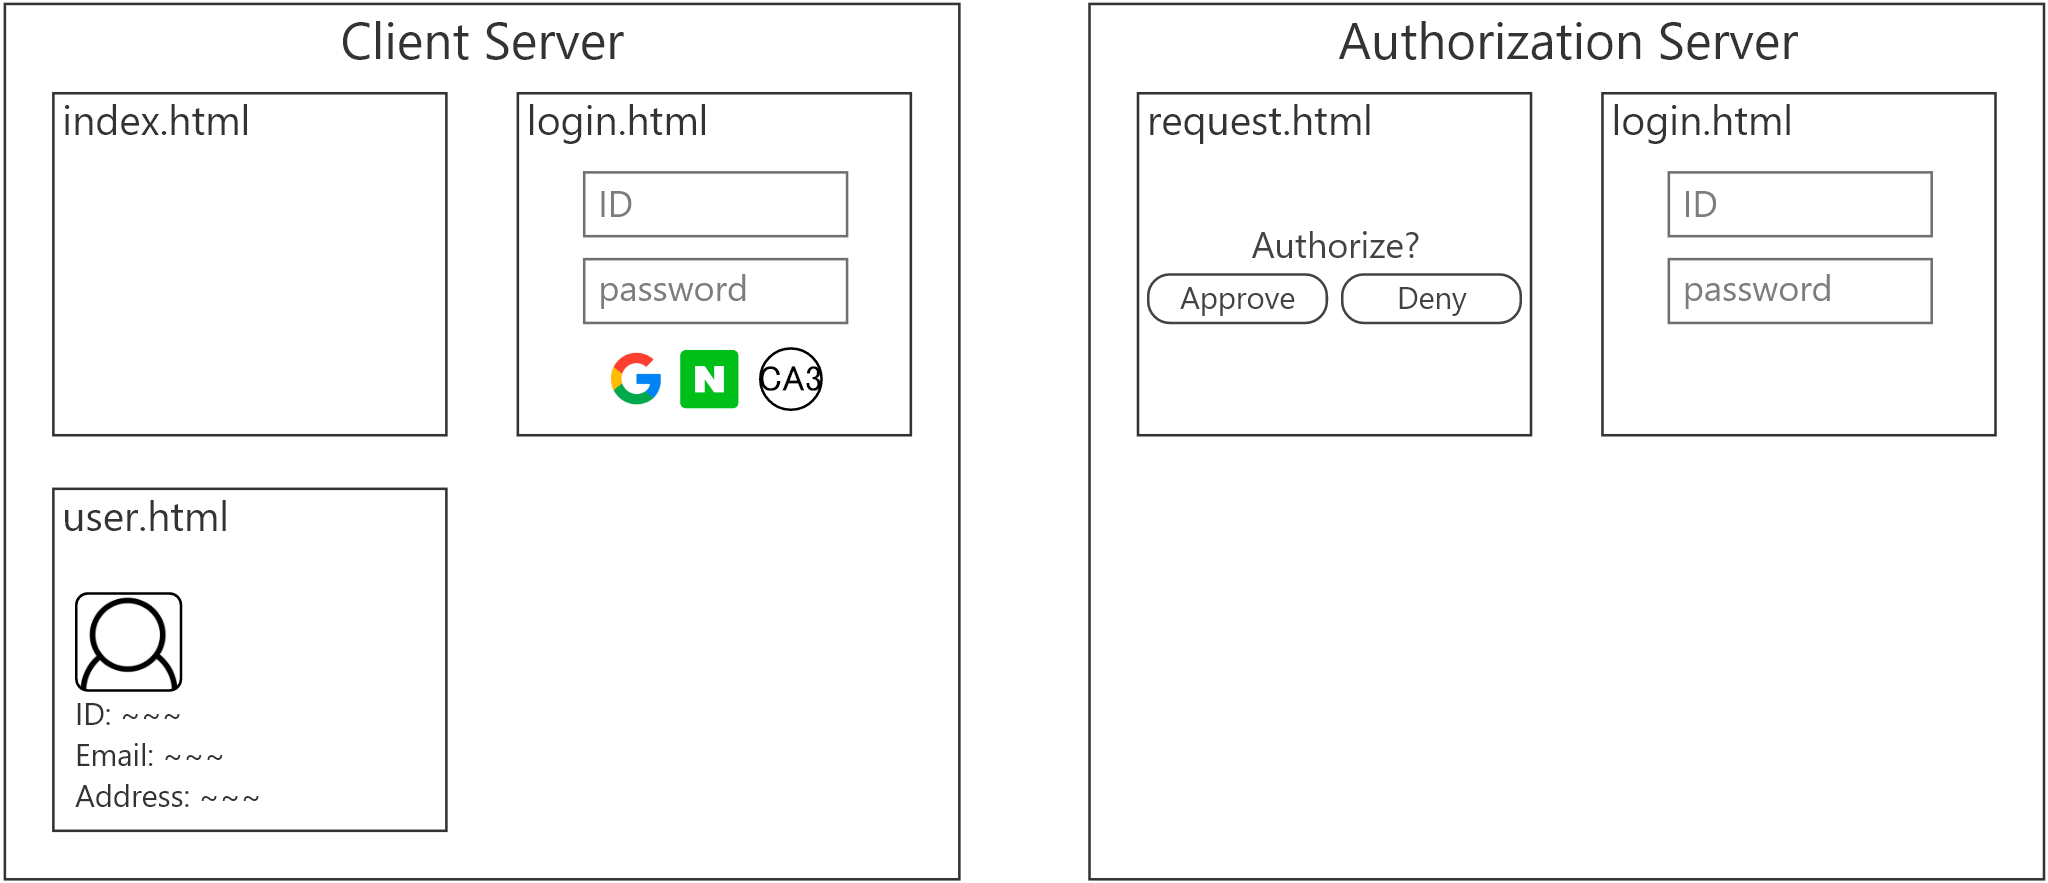 Client Server
index.html
login.html
ID
password
G
N
CA3
user.html
ID: ~~~
Email: ~~~
Address: ~~~
Authorization Server
request.html
Authorize?
Approve
Deny
login.html
ID
password